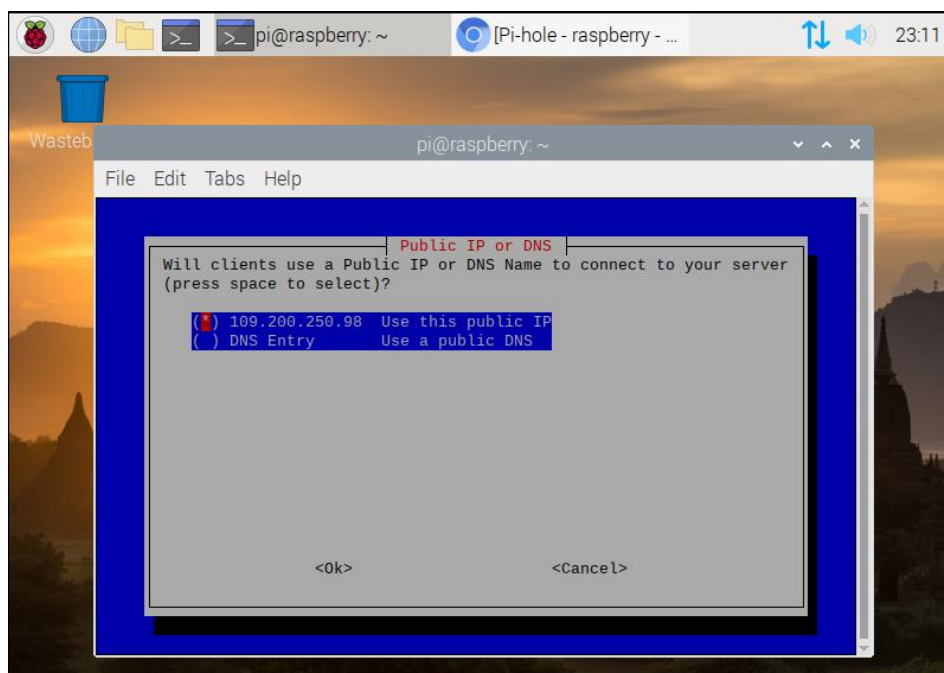 pi@raspberry: ~
[Pi-hole - raspberry - ...
23:11
pi@raspberry: ~
File Edit Tabs Help
Public IP or DNS
Will clients use a Public IP or DNS Name to connect to your server
(press space to select)?
(*) 109.200.250.98 Use this public IP
( ) DNS Entry Use a public DNS
<Ok> <Cancel>